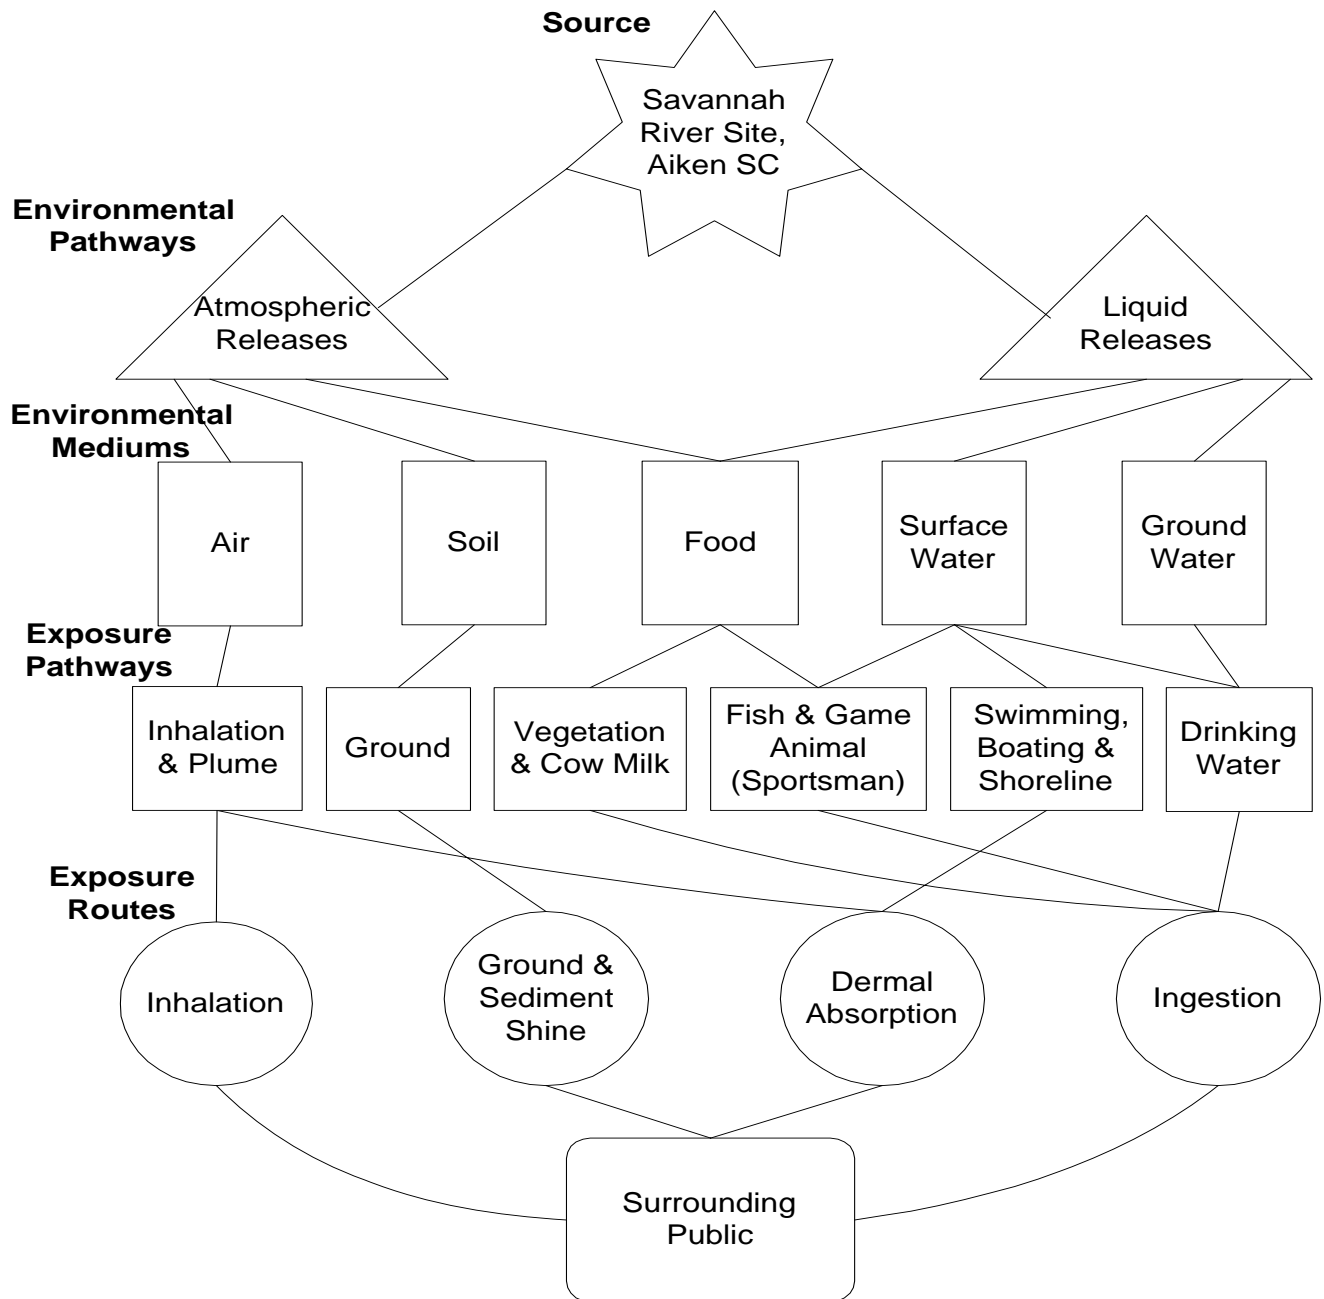 Source
Savannah
River Site,
Aiken SC
Environmental
Pathways
Atmospheric
Releases
Liquid
Releases
Environmental
Mediums
Air
Soil
Food
Surface
Water
Ground
Water
Exposure
Pathways
Inhalation
& Plume
Ground
Vegetation
& Cow Milk
Fish & Game
Animal
(Sportsman)
Swimming,
Boating &
Shoreline
Drinking
Water
Exposure
Routes
Inhalation
Ground &
Sediment
Shine
Dermal
Absorption
Ingestion
Surrounding
Public